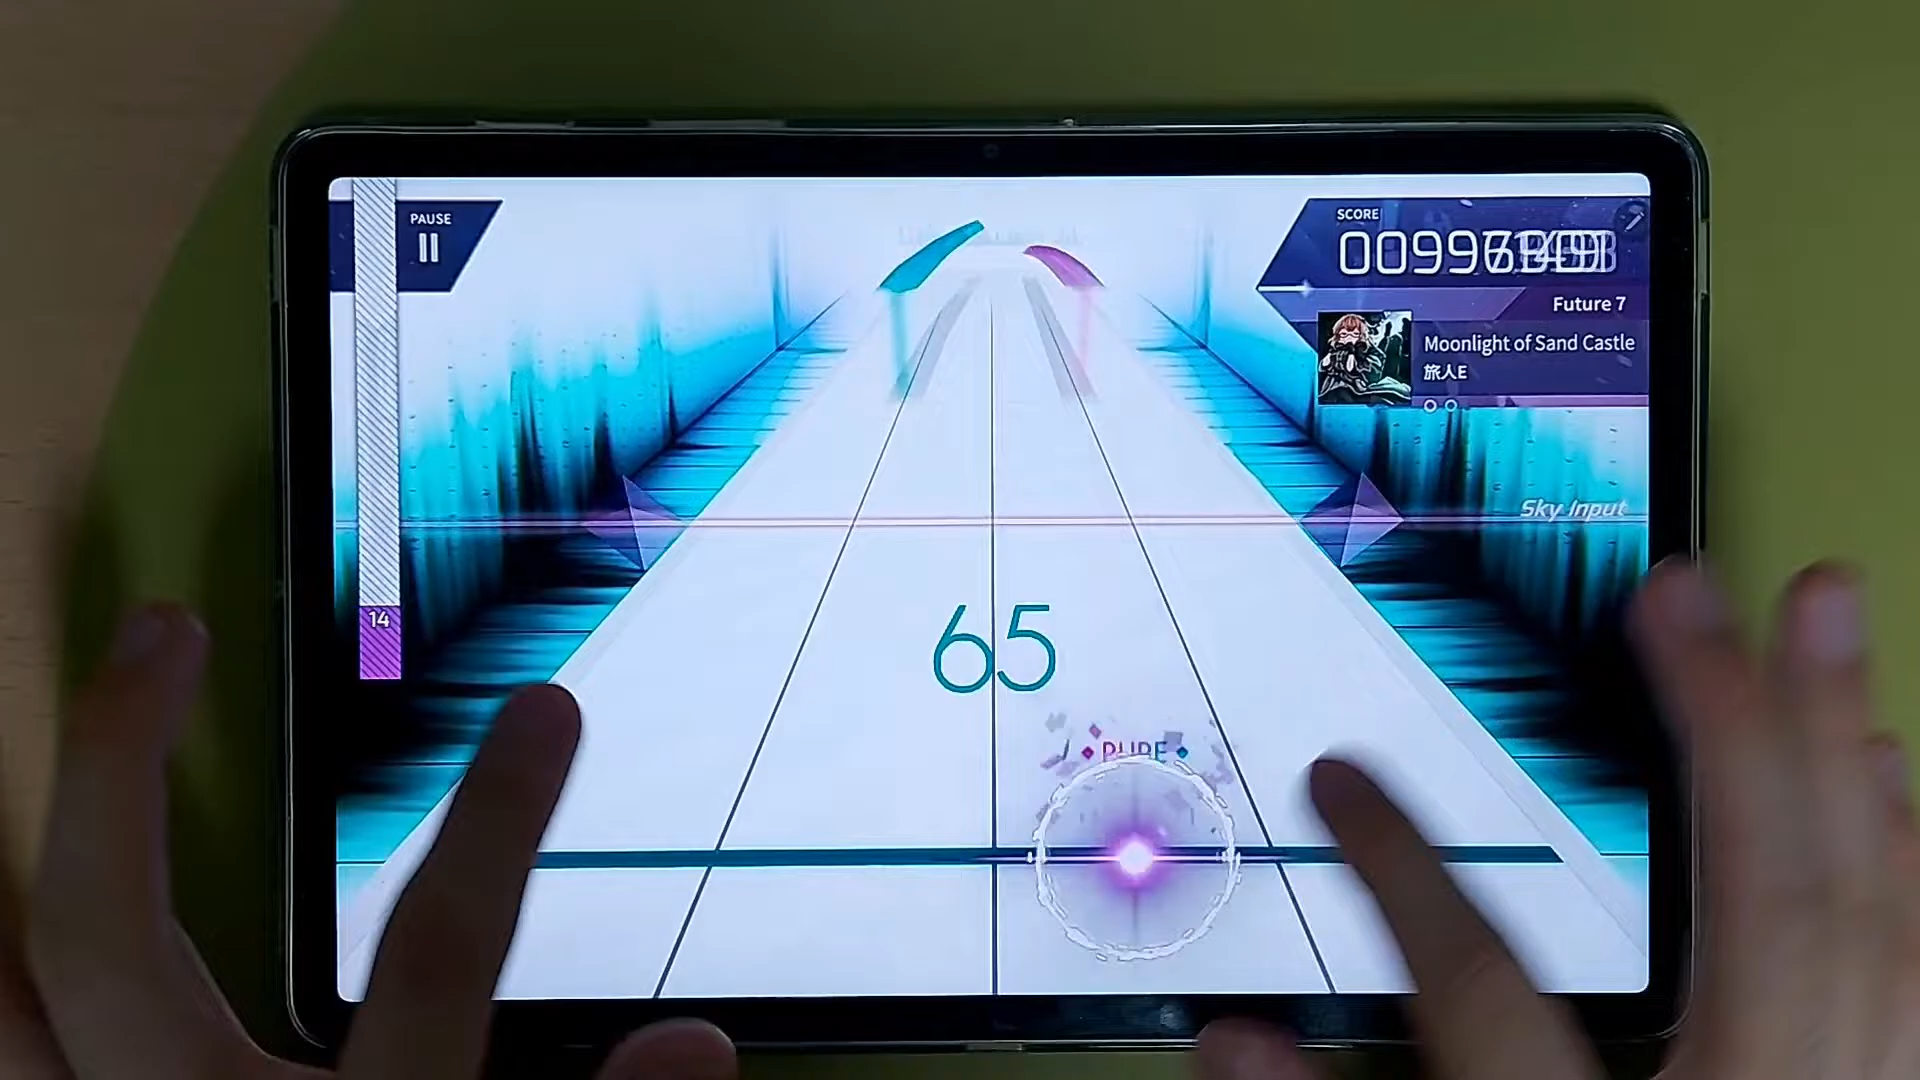 PAUSE
SCORE
Future 7
Moonlight of Sand Castle
旅人E
Sky Input
14
65
PURE